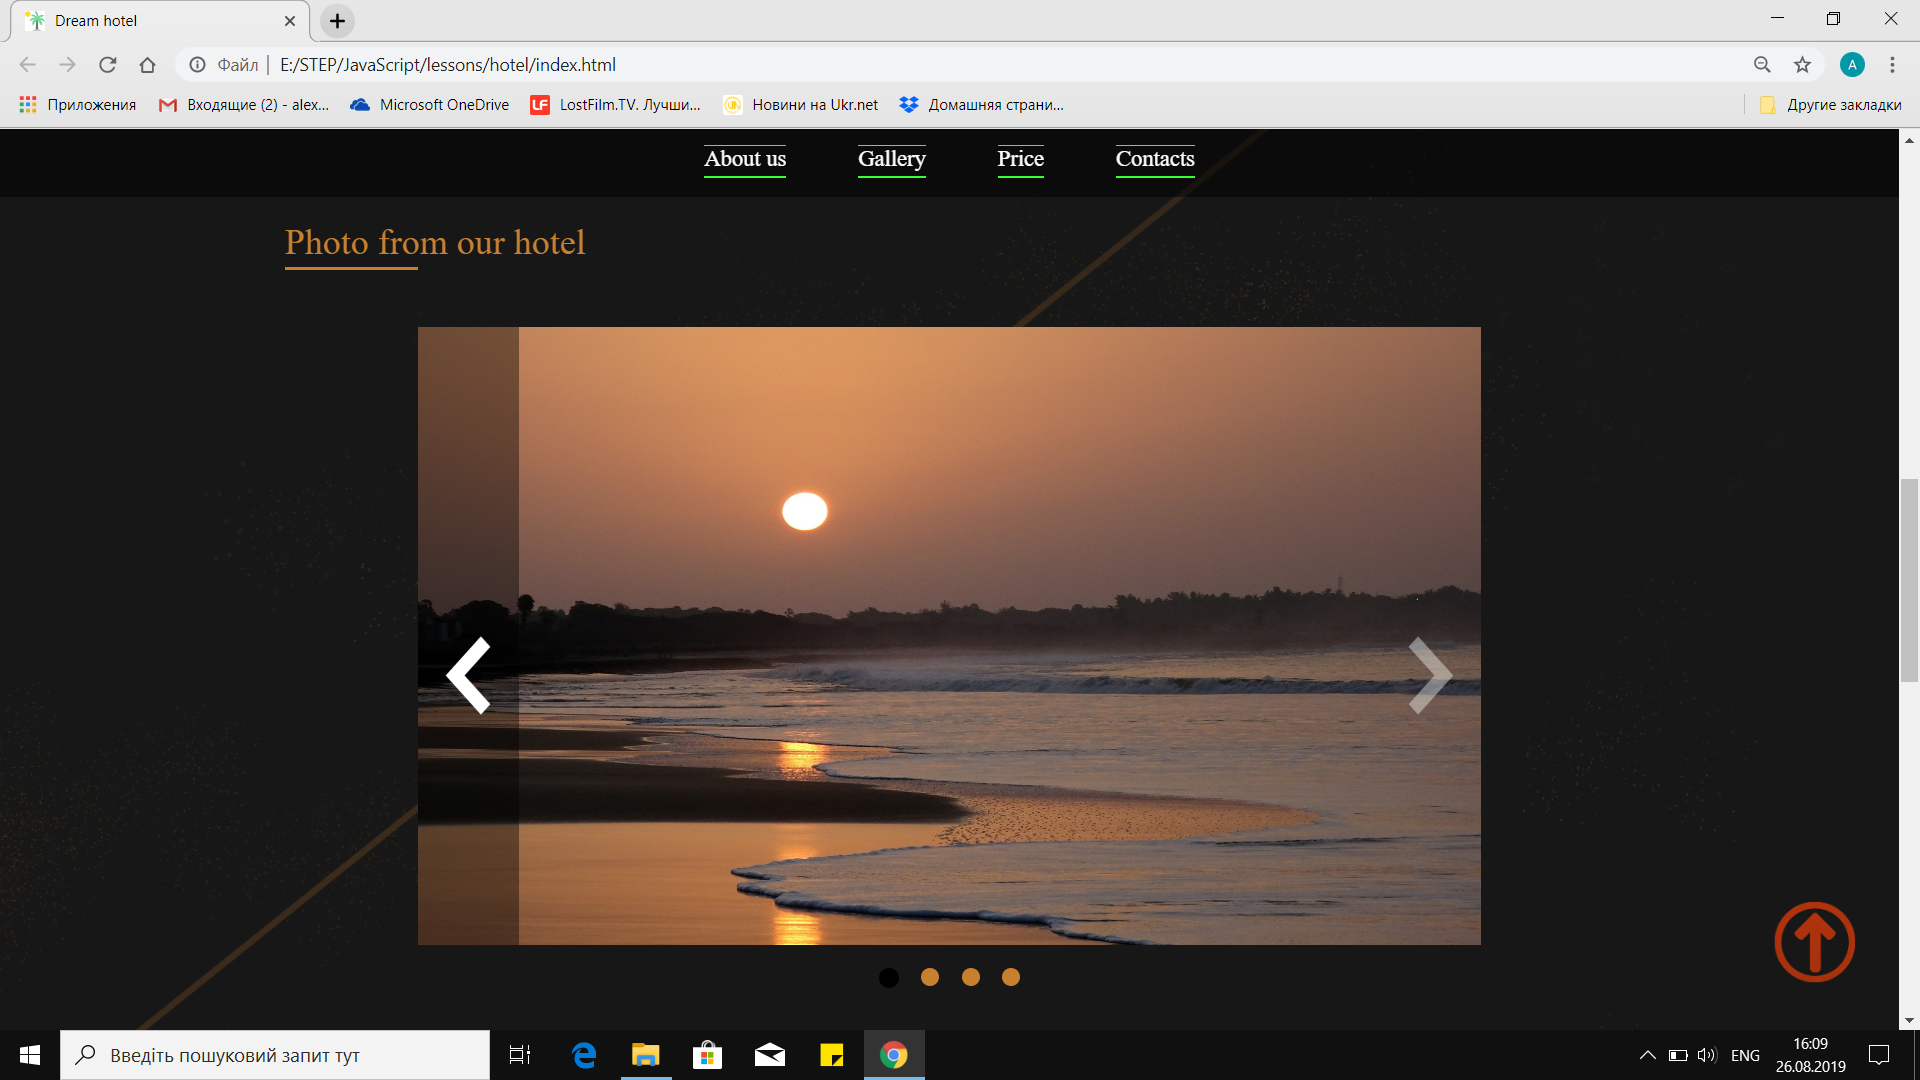 Dream hotel
Файл | E:/STEP/JavaScript/lessons/hotel/index.html
A
Приложения Входящие (2) - alex... Microsoft OneDrive LF LostFilm.TV. Лучши... UN Новини на Ukr.net Домашняя страни... Другие закладки
About us Gallery Price Contacts
Photo from our hotel
Введіть пошуковий запит тут
ENG
16:09
26.08.2019